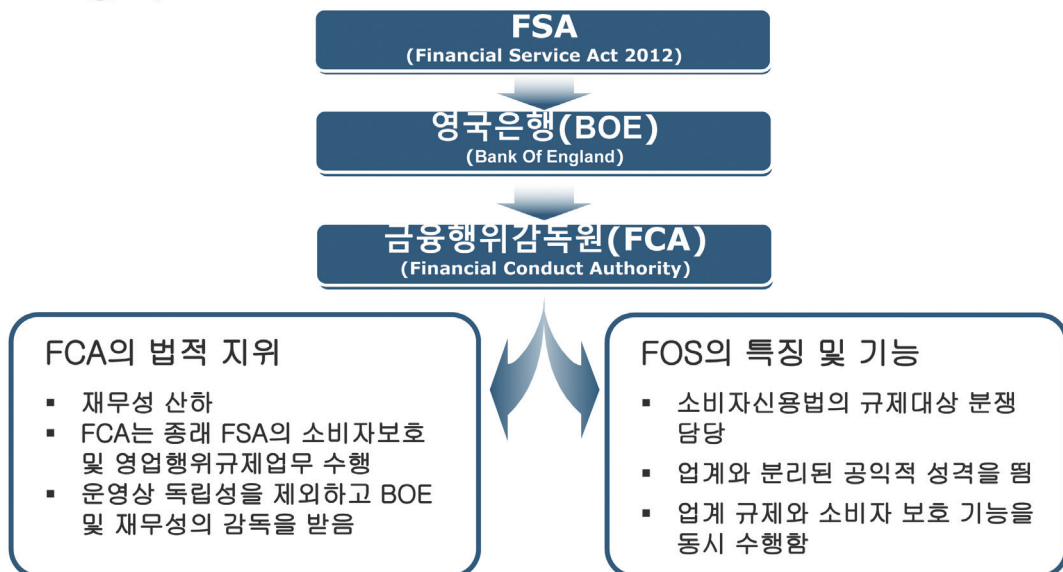 FSA
(Financial Service Act 2012)
영국은행(BOE)
(Bank Of England)
금융행위감독원(FCA)
(Financial Conduct Authority)
FCA의 법적 지위
▪ 재무성 산하
▪ FCA는 종래 FSA의 소비자보호
및 영업행위규제업무 수행
▪ 운영상 독립성을 제외하고 BOE
및 재무성의 감독을 받음
FOS의 특징 및 기능
▪ 소비자신용법의 규제대상 분쟁
담당
▪ 업계와 분리된 공익적 성격을 띔
▪ 업계 규제와 소비자 보호 기능을
동시 수행함